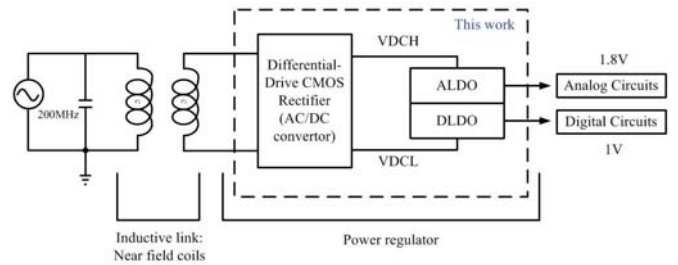 This work
VDCH
Differential-
Drive CMOS
Rectifier
(AC/DC
convertor)
200MHz
ALDO
DLDO
VDCL
1.8V
Analog Circuits
Digital Circuits
1V
Inductive link:
Near field coils
Power regulator